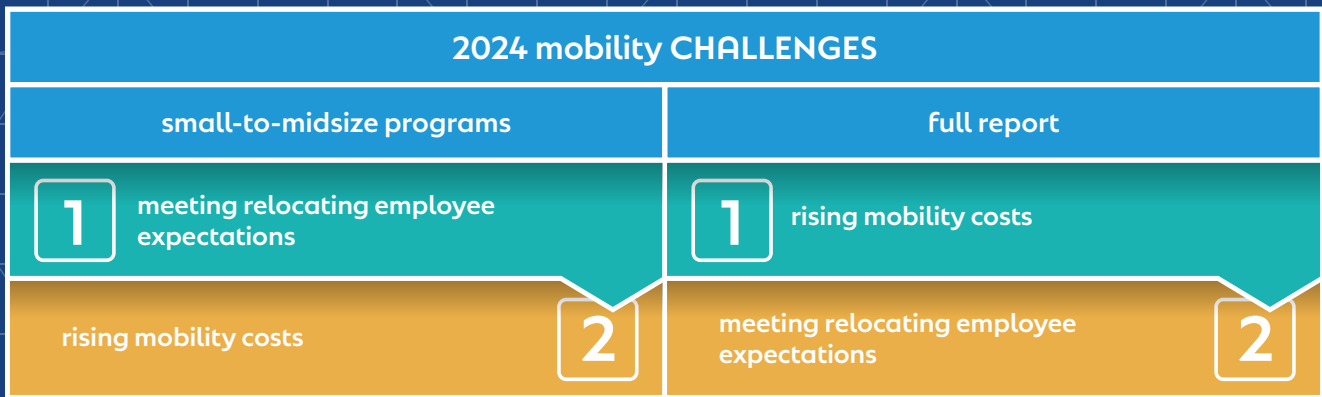 2024 mobility CHALLENGES
small-to-midsize programs
full report
1
meeting relocating employee
expectations
1
rising mobility costs
rising mobility costs
2
meeting relocating employee
expectations
2